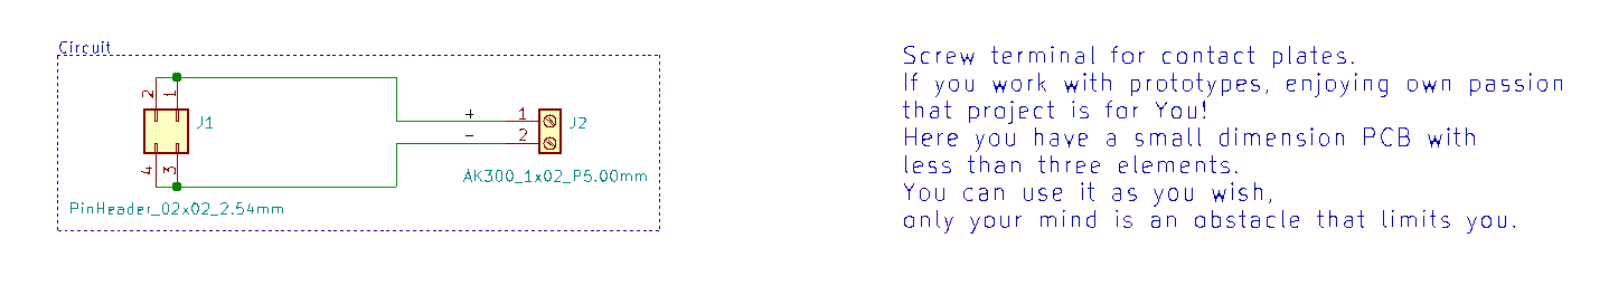 Circuit
2 1
J1
4 3
PinHeader_02x02_2.54mm
+ 1
- 2
J2
AK300_1x02_P5.00mm
Screw terminal for contact plates.
If you work with prototypes, enjoying own passion
that project is for You!
Here you have a small dimension PCB with
less than three elements.
You can use it as you wish,
only your mind is an obstacle that limits you.